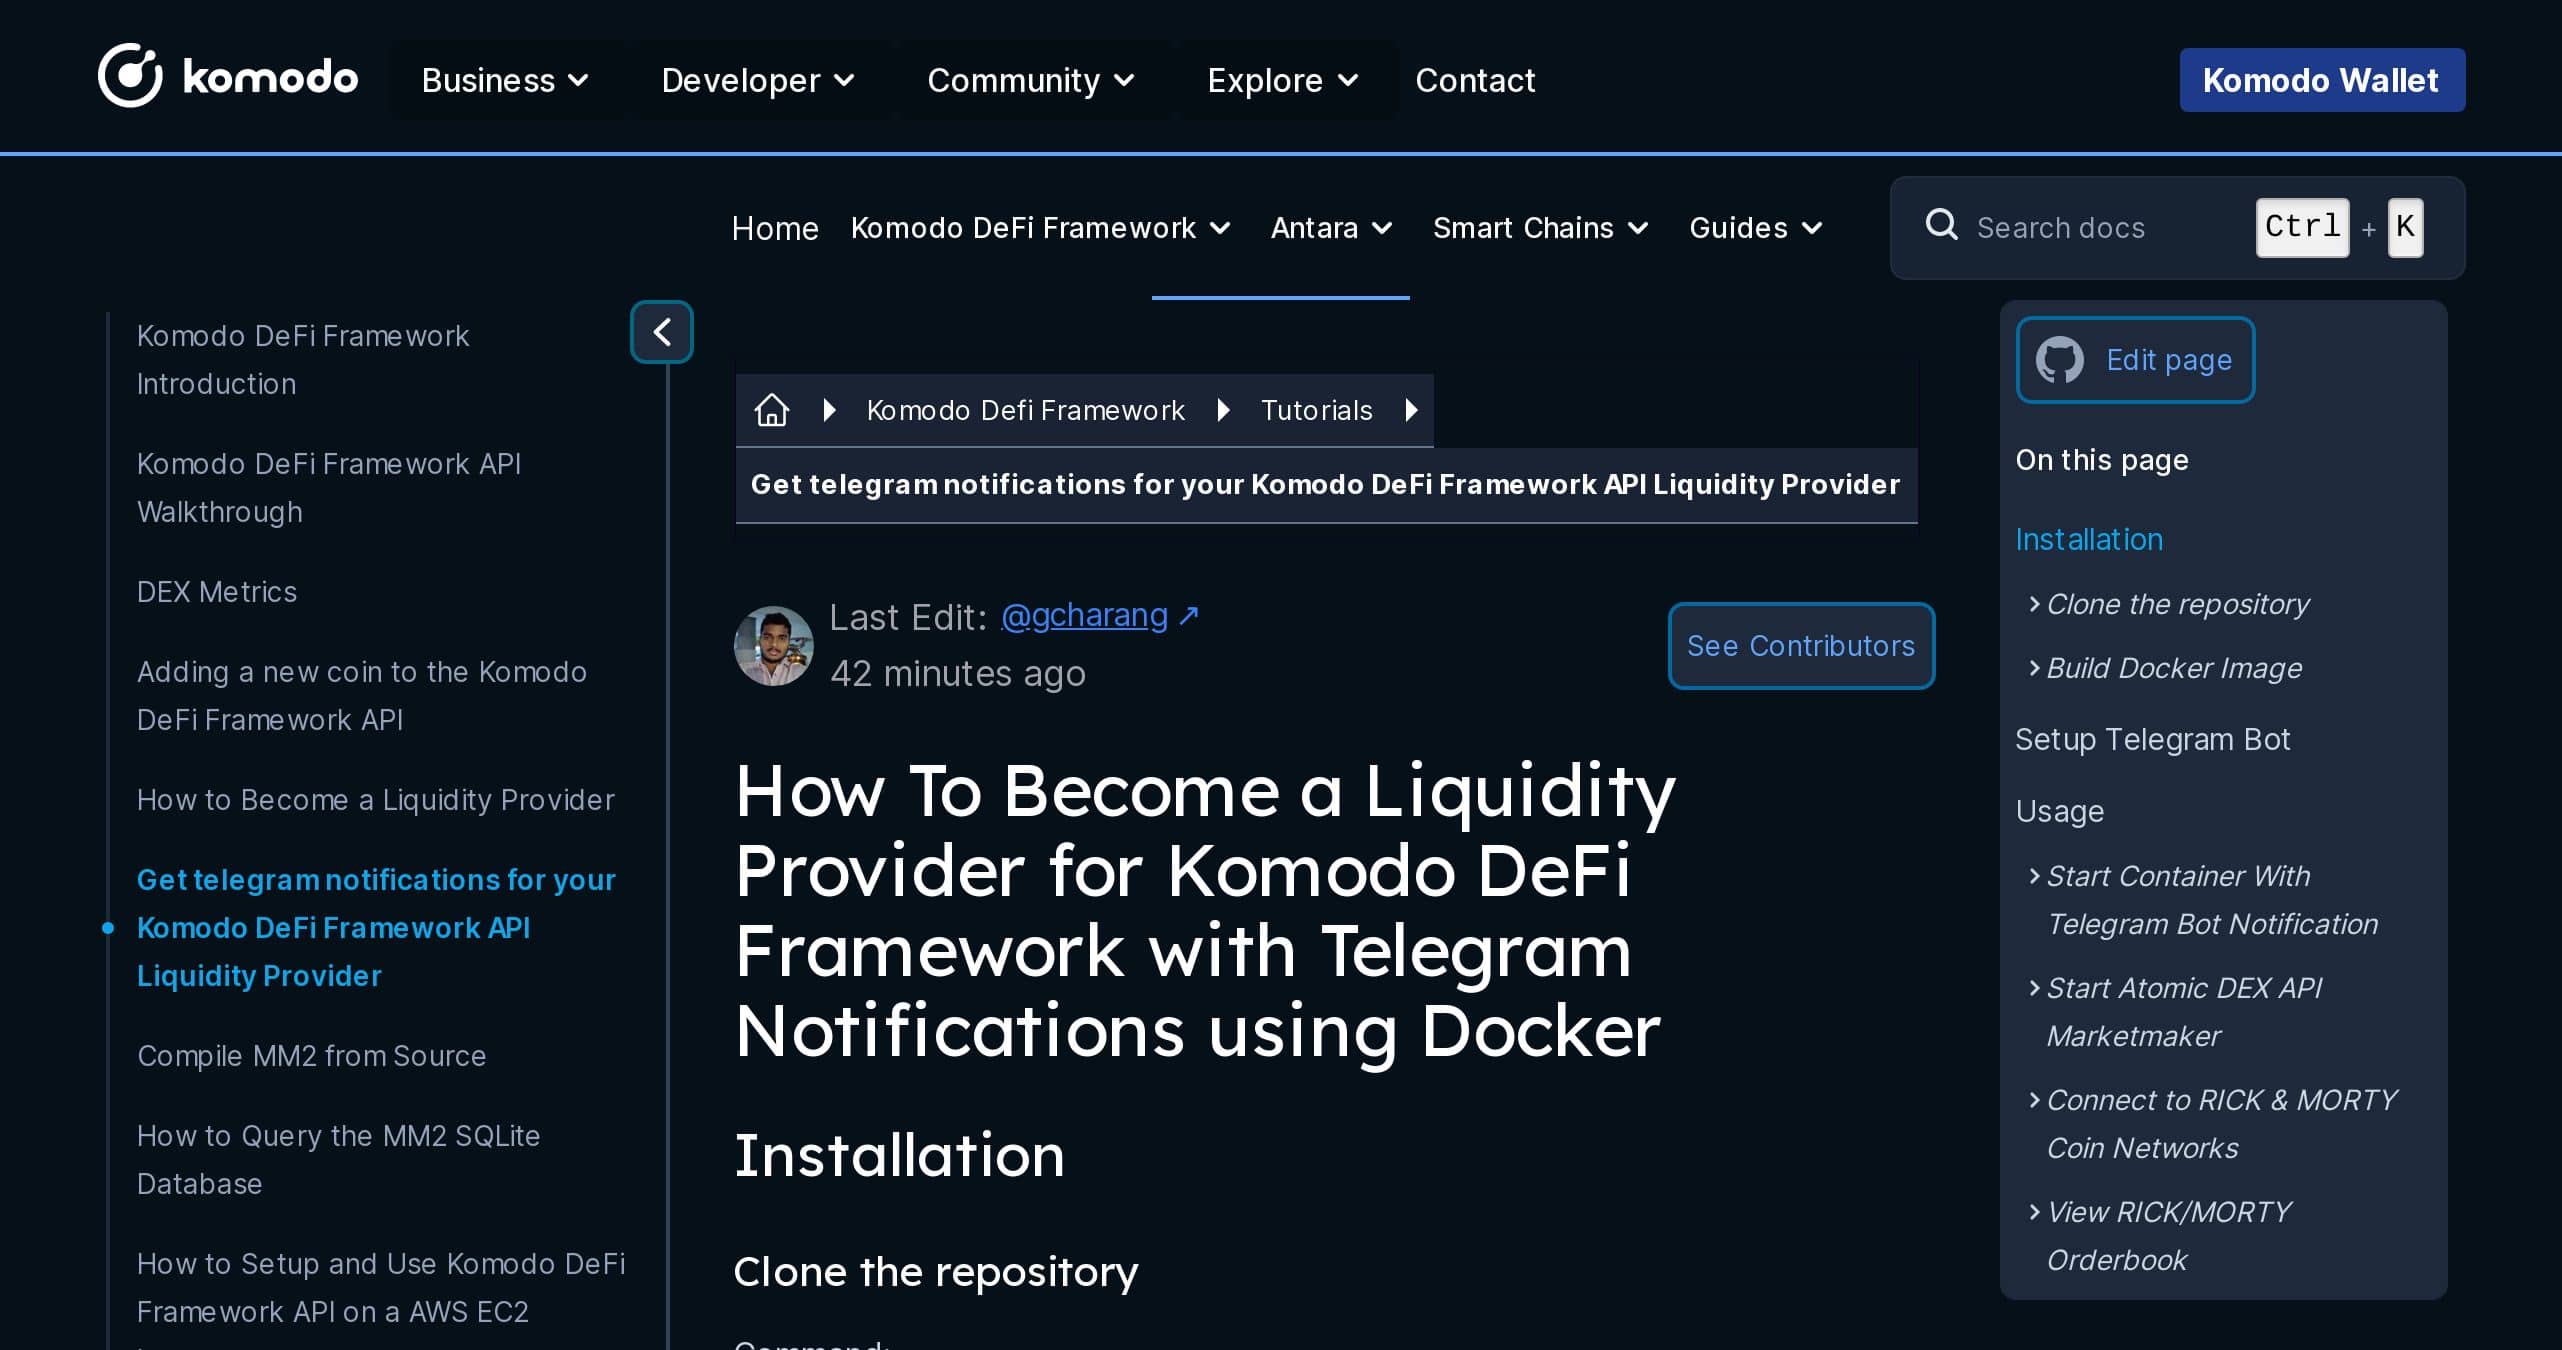 komodo
Business
Developer
Community
Explore
Contact
Komodo Wallet
Home
Komodo DeFi Framework
Antara
Smart Chains
Guides
Search docs
Ctrl + K
Komodo DeFi Framework
Introduction
Komodo DeFi Framework API
Walkthrough
DEX Metrics
Adding a new coin to the Komodo
DeFi Framework API
How to Become a Liquidity Provider
Get telegram notifications for your
Komodo DeFi Framework API
Liquidity Provider
Compile MM2 from Source
How to Query the MM2 SQLite
Database
How to Setup and Use Komodo DeFi
Framework API on a AWS EC2
Komodo Defi Framework
Tutorials
Get telegram notifications for your Komodo DeFi Framework API Liquidity Provider
Last Edit: @gcharang ↗
42 minutes ago
See Contributors
How To Become a Liquidity
Provider for Komodo DeFi
Framework with Telegram
Notifications using Docker
Installation
Clone the repository
Command:
Edit page
On this page
Installation
Clone the repository
Build Docker Image
Setup Telegram Bot
Usage
Start Container With
Telegram Bot Notification
Start Atomic DEX API
Marketmaker
Connect to RICK & MORTY
Coin Networks
View RICK/MORTY
Orderbook